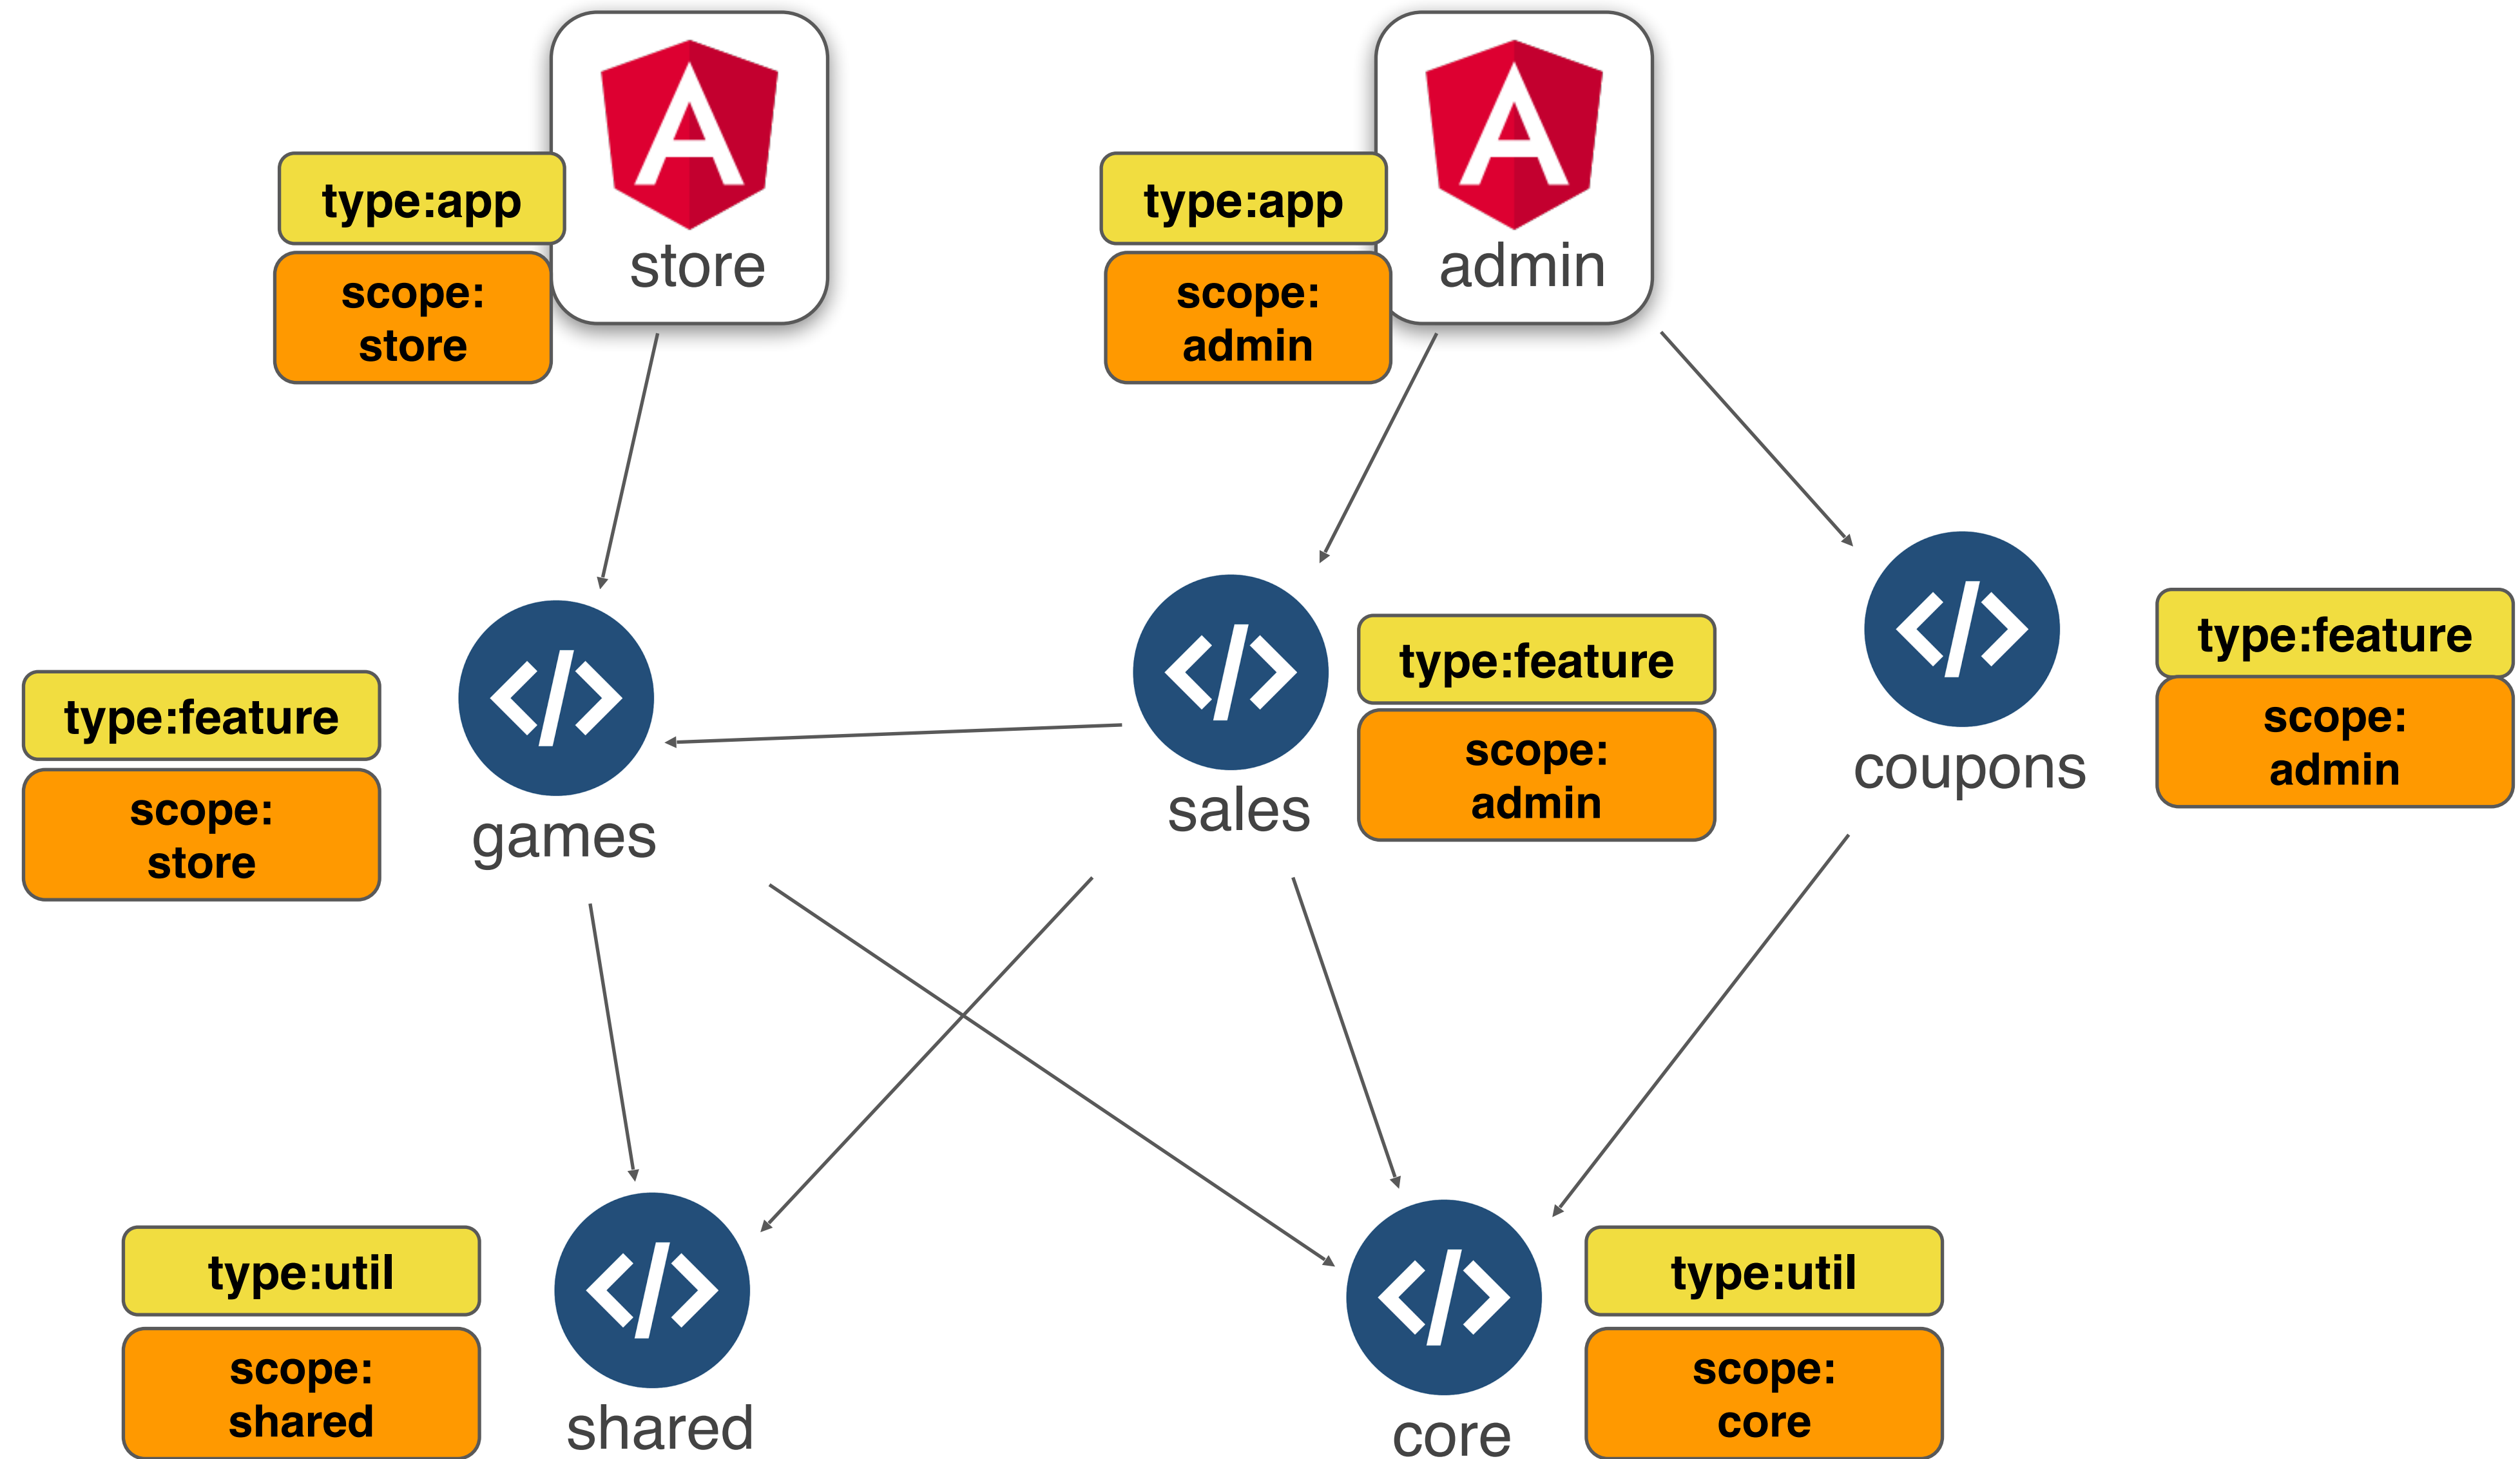 type:app
scope:
store
store
type:app
scope:
admin
admin
type:feature
scope:
store
games
sales
type:feature
scope:
admin
coupons
type:feature
scope:
admin
type:util
scope:
shared
shared
core
type:util
scope:
core